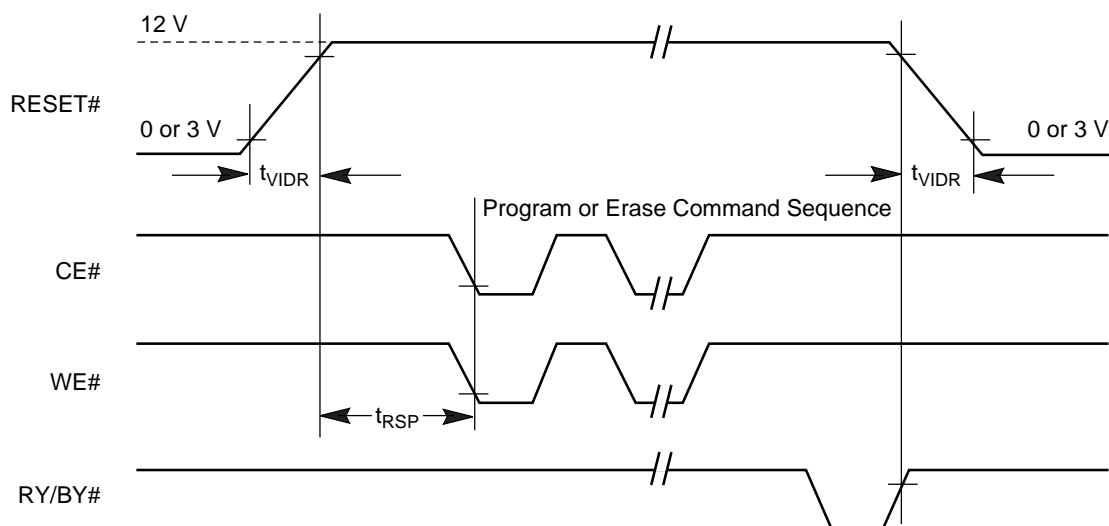 12 V
RESET#
0 or 3 V
0 or 3 V
tVIDR
tVIDR
Program or Erase Command Sequence
CE#
WE#
tRSP
RY/BY#